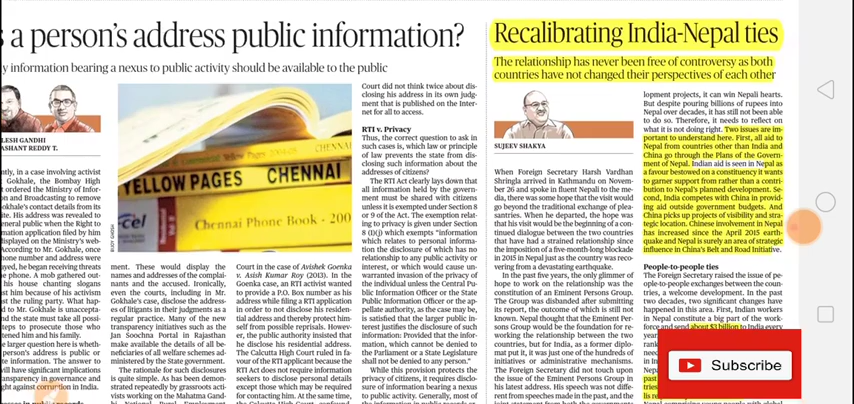 s a person's address public information?
y information bearing a nexus to public activity should be available to the public
LESH GANDHI
ASHANT REDDY T.
ntly, in a case involving activist
Gokhale, the Bombay High
t ordered the Ministry of Infor-
on and Broadcasting to remove
okhale's contact details from its
ite. His address was revealed to
general public when the Right to
mation application filed by him
displayed on the Ministry's web-
According to Mr. Gokhale, once
hone number and address were
ayed, he began receiving threats
e phones. A mob gathered out-
his house chanting slogans
st him because of his activism
st the ruling party. What hap-
d to Mr. Gokhale is unaccepta-
nd the state must take all possi-
teps to prosecute those who
tened him and his family.
e larger question here is whether
person's address is public or
te information. The answer to
will have significant implications
ansparency in governance and
ght against corruption in India.
YELLOW PAGES CHENNAI
Chennai Phone Book - 200
BIJOY GHOSH
ment. These would display the
names and addresses of the complai-
nants and the accused. Ironically,
even the courts, including in Mr.
Gokhale's case, disclose the address-
es of litigants in their judgments as a
regular practice. Many of the new
transparency initiatives such as the
Jan Soochna Portal in Rajasthan
make available the details of all be-
neficiaries of all welfare schemes ad-
ministered by the State government.
The rationale for such disclosures
is quite simple. As has been demon-
strated repeatedly by grassroots acti-
vists working on the Mahatma Gand-
Court in the case of Avishek Goenka
v. Asish Kumar Roy (2013). In the
Goenka case, an RTI activist wanted
to provide a P.O. Box number as his
address while filing a RTI application
in order to not disclose his residen-
tial address and thereby protect him-
self from possible reprisals. Howev-
er, the public authority insisted that
he disclose his residential address.
The Calcutta High Court ruled in fa-
vour of the RTI applicant because the
RTI Act does not require information
seekers to disclose personal details
except those which may be required
for contacting him. At the same time,
Court did not think twice about dis-
closing his address in its own judg-
ment that is published on the Inter-
net for all to access.
RTI v. Privacy
Thus, the correct question to ask in
such cases is, which law or principle
of law prevents the state from dis-
closing such information about the
addresses of citizens?
The RTI Act clearly lays down that
all information held by the govern-
ment must be shared with citizens
unless it is exempted under Section 8
or 9 of the Act. The exemption relat-
ing to privacy is given under Section
8 (1)(j) which exempts "information
which relates to personal informa-
tion the disclosure of which has no
relationship to any public activity or
interest, or which would cause un-
warranted invasion of the privacy of
the individual unless the Central Pu-
blic Information Officer or the State
Public Information Officer or the ap-
pellate authority, as the case may be,
is satisfied that the larger public in-
terest justifies the disclosure of such
information: Provided that the infor-
mation, which cannot be denied to
the Parliament or a State Legislature
shall not be denied to any person."
While this provision protects the
privacy of citizens, it requires disclo-
sure of information bearing a nexus
to public activity. Generally, most of
Recalibrating India-Nepal ties
The relationship has never been free of controversy as both
countries have not changed their perspectives of each other
SUJEEV SHAKYA
When Foreign Secretary Harsh Vardhan
Shringla arrived in Kathmandu on Novem-
ber 26 and spoke in fluent Nepali to the me-
dia, there was some hope that the visit would
go beyond the traditional exchange of pleas-
antries. When he departed, the hope was
that his visit would be the beginning of a con-
tinued dialogue between the two countries
that have had a strained relationship since
the imposition of a five-month-long blockade
in 2015 in Nepal just as the country was reco-
vering from a devastating earthquake.
In the past five years, the only glimmer of
hope to work on the relationship was the
constitution of an Eminent Persons Group.
The Group was disbanded after submitting
its report, the outcome of which is still not
known. Nepal thought that the Eminent Per-
sons Group would be the foundation for re-
working the relationship between the two
countries, but for India, as a former diplo-
mat put it, it was just one of the hundreds of
initiatives or administrative mechanisms.
The Foreign Secretary did not touch upon
the issue of the Eminent Persons Group in
his latest address. His speech was not differ-
ent from speeches made in the past, and the
lopment projects, it can win Nepali hearts.
But despite pouring billions of rupees into
Nepal over decades, it has still not been able
to do so. Therefore, it needs to reflect on
what it is not doing right. Two issues are im-
portant to understand here. First, all aid to
Nepal from countries other than India and
China go through the Plans of the Govern-
ment of Nepal. Indian aid is seen in Nepal as
a favour bestowed on a constituency it wants
to garner support from rather than a contri-
bution to Nepal's planned development. Se-
cond, India competes with China in provid-
ing aid outside government budgets. And
China picks up projects of visibility and stra-
tegic location. Chinese involvement in Nepal
has increased since the April 2015 earth-
quake and Nepal is surely an area of strategic
influence in China's Belt and Road Initiative.
People-to-people ties
The Foreign Secretary raised the issue of pe-
ople-to-people exchanges between the coun-
tries, a welcome development. In the past
two decades, two significant changes have
happened in this area. First, Indian workers
in Nepal constitute a big part of the work-
force and send about $3 billion to India every
Subscribe